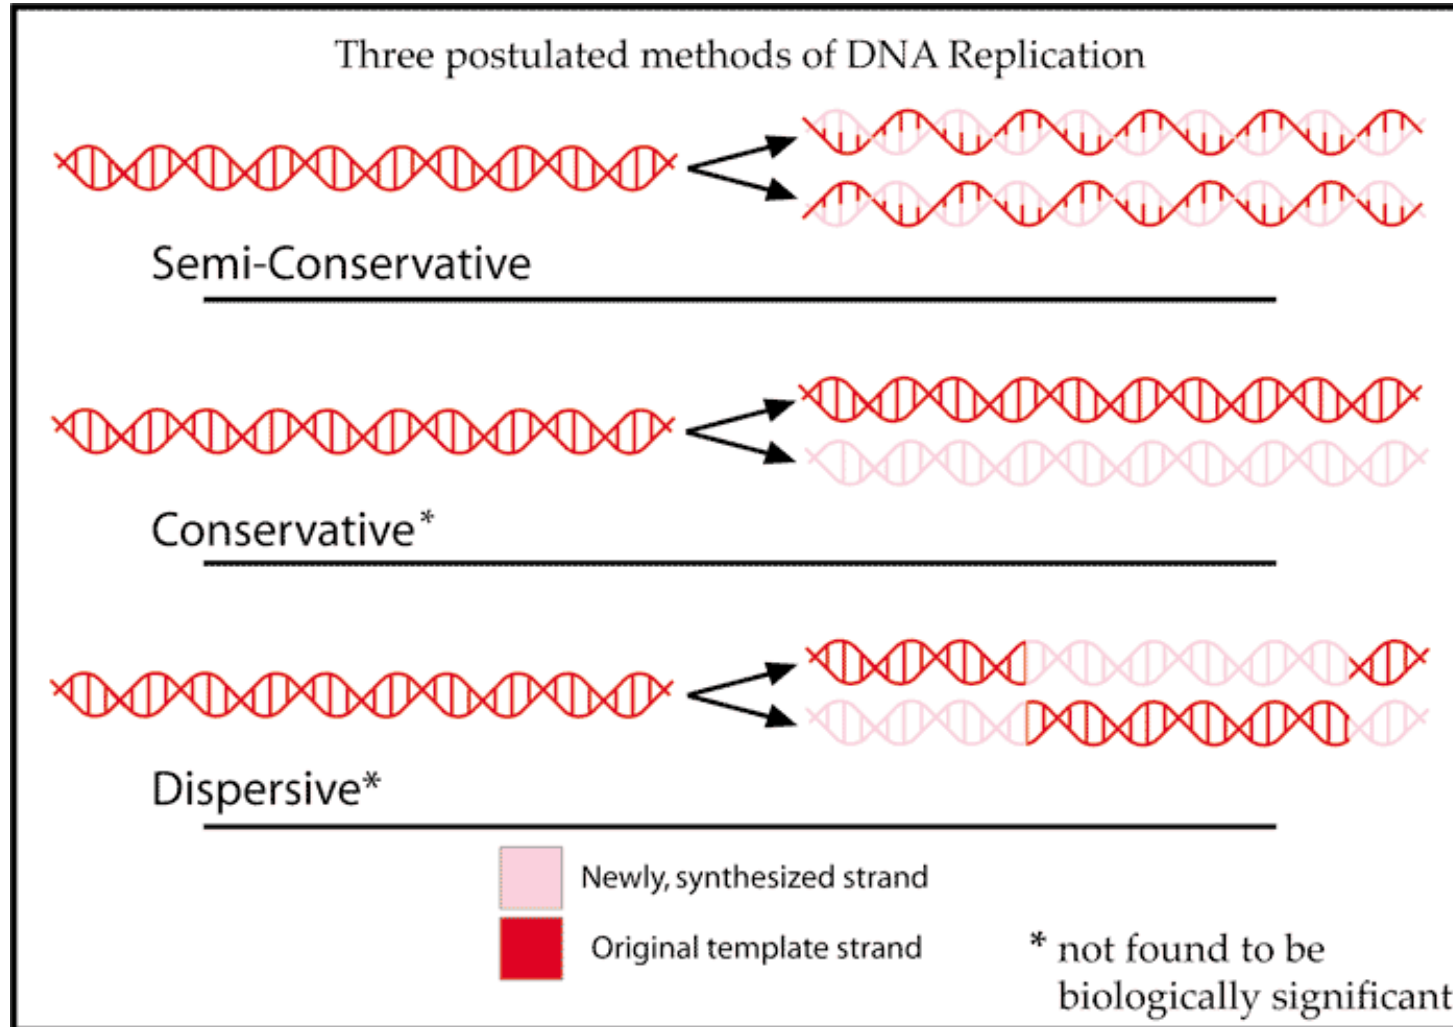 Three postulated methods of DNA Replication
Semi-Conservative
Conservative*
Dispersive*
Newly, synthesized strand
Original template strand
* not found to be
biologically significant